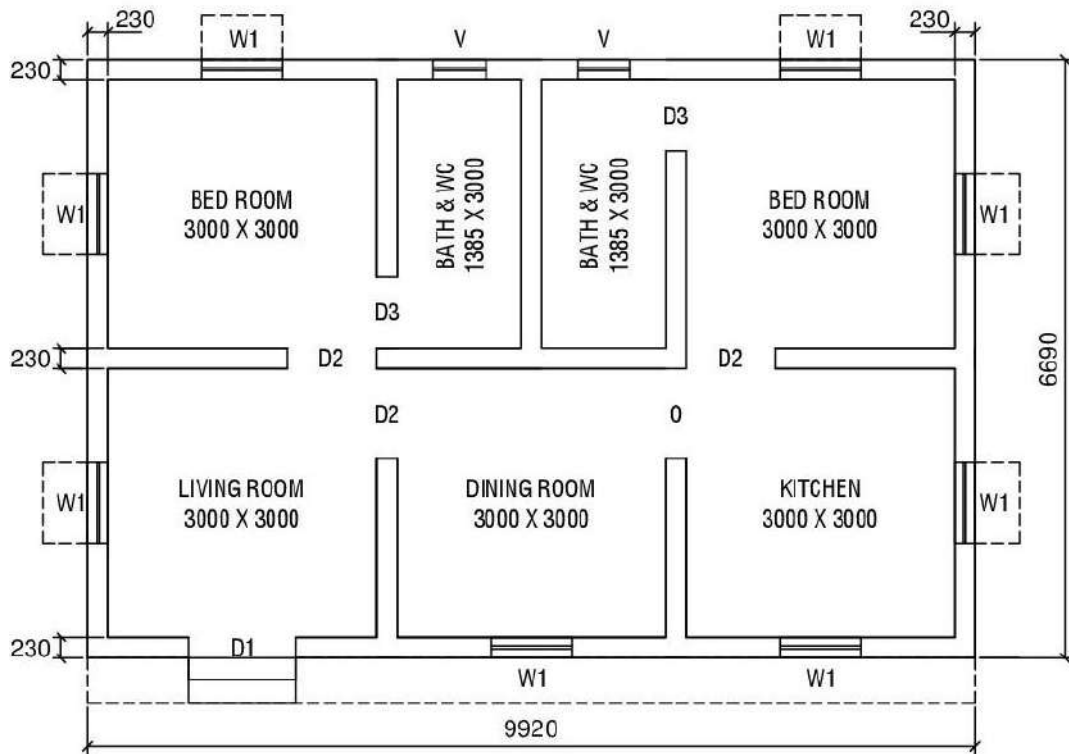 230
230
W1
V
V
W1
230
D3
BED ROOM
3000 X 3000
BATH & WC
1385 X 3000
BATH & WC
1385 X 3000
BED ROOM
3000 X 3000
W1
W1
D3
230
D2
D2
6690
D2
0
W1
LIVING ROOM
3000 X 3000
DINING ROOM
3000 X 3000
KITCHEN
3000 X 3000
W1
230
D1
W1
W1
9920